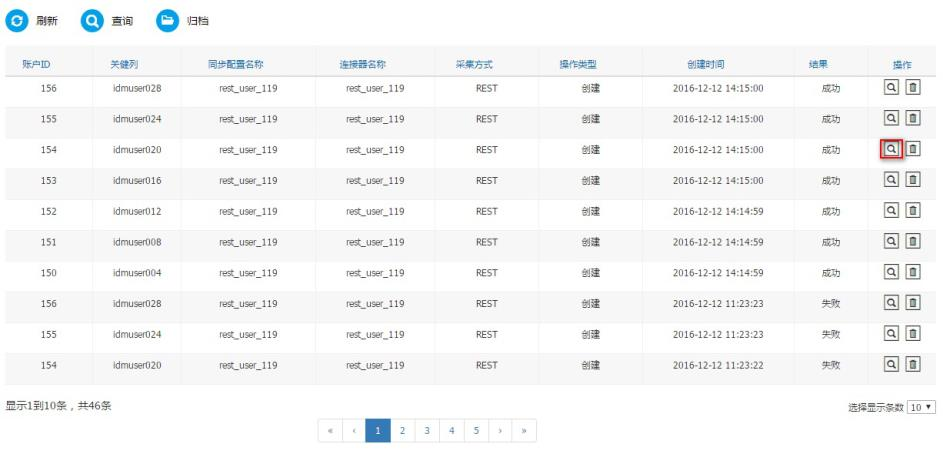 刷新 查询 归档
账户ID 关键列 同步配置名称 连接器名称 采集方式 操作类型 创建时间 结果 操作
156 idmuser028 rest_user_119 rest_user_119 REST 创建 2016-12-12 14:15:00 成功
155 idmuser024 rest_user_119 rest_user_119 REST 创建 2016-12-12 14:15:00 成功
154 idmuser020 rest_user_119 rest_user_119 REST 创建 2016-12-12 14:15:00 成功
153 idmuser016 rest_user_119 rest_user_119 REST 创建 2016-12-12 14:15:00 成功
152 idmuser012 rest_user_119 rest_user_119 REST 创建 2016-12-12 14:14:59 成功
151 idmuser008 rest_user_119 rest_user_119 REST 创建 2016-12-12 14:14:59 成功
150 idmuser004 rest_user_119 rest_user_119 REST 创建 2016-12-12 14:14:59 成功
156 idmuser028 rest_user_119 rest_user_119 REST 创建 2016-12-12 11:23:23 失败
155 idmuser024 rest_user_119 rest_user_119 REST 创建 2016-12-12 11:23:23 失败
154 idmuser020 rest_user_119 rest_user_119 REST 创建 2016-12-12 11:23:22 失败
显示1到10条，共46条 选择显示条数 10
« ‹ 1 2 3 4 5 › »